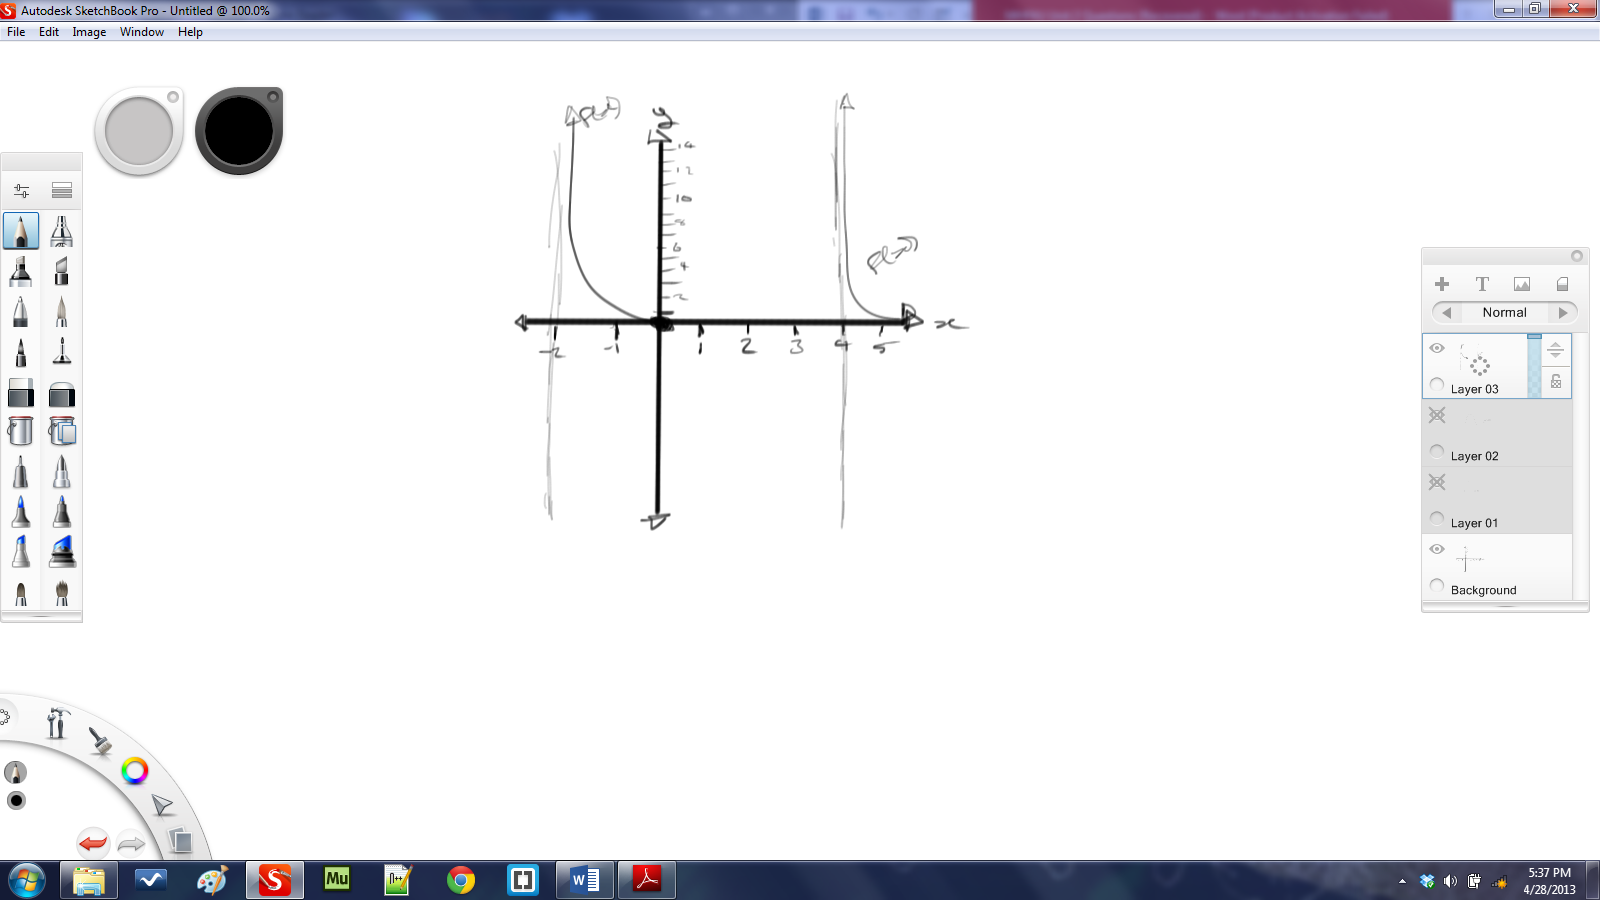 Autodesk SketchBook Pro - Untitled @ 100.0%
File Edit Image Window Help
y
14
12
10
8
6
4
2
x
-2 -1 1 2 3 4 5
T
Normal
Layer 03
Layer 02
Layer 01
Background
Mu
W
5:37 PM
4/28/2013